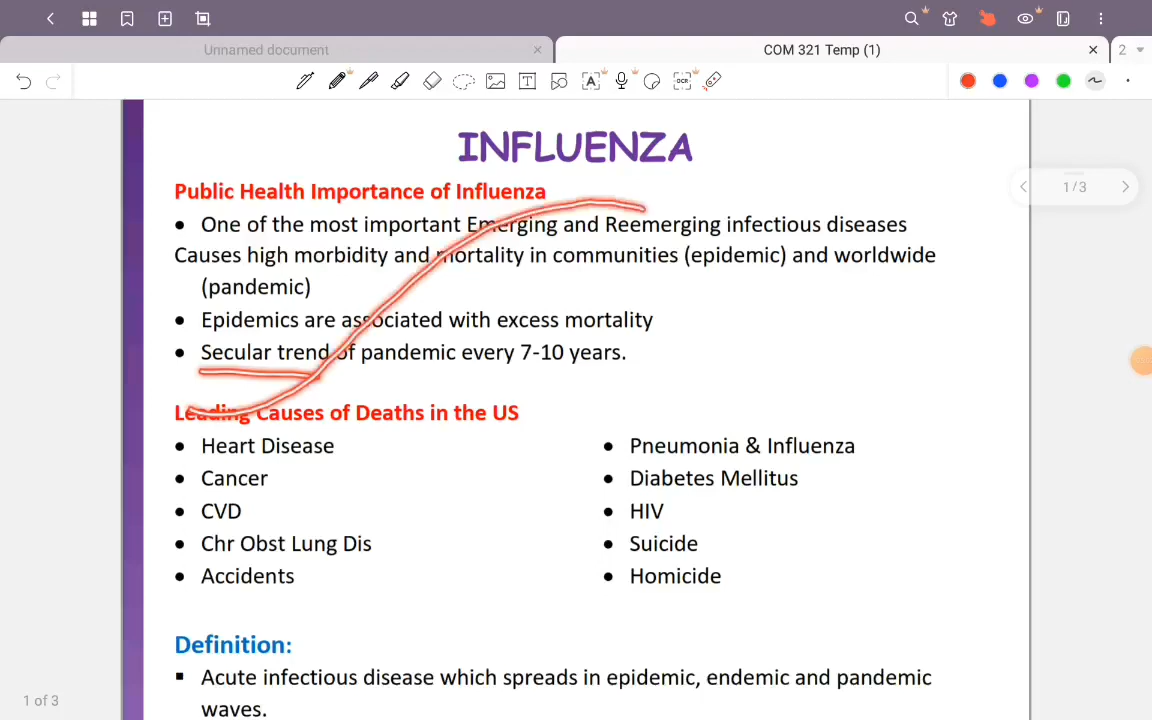 Unnamed document
COM 321 Temp (1)
2
A
T
OCR
INFLUENZA
1/3
Public Health Importance of Influenza
• One of the most important Emerging and Reemerging infectious diseases
Causes high morbidity and mortality in communities (epidemic) and worldwide
(pandemic)
• Epidemics are associated with excess mortality
• Secular trend of pandemic every 7-10 years.
Leading Causes of Deaths in the US
• Heart Disease
• Cancer
• CVD
• Chr Obst Lung Dis
• Accidents
• Pneumonia & Influenza
• Diabetes Mellitus
• HIV
• Suicide
• Homicide
Definition:
▪ Acute infectious disease which spreads in epidemic, endemic and pandemic
waves.
1 of 3